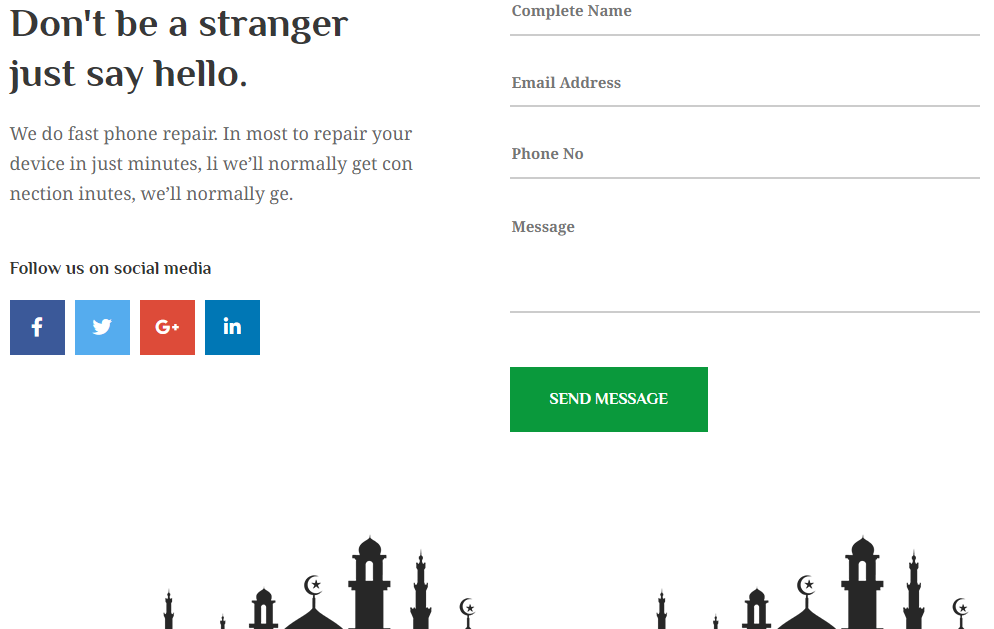 Don't be a stranger
just say hello.
We do fast phone repair. In most to repair your
device in just minutes, li we’ll normally get con
nection inutes, we’ll normally ge.
Follow us on social media
f
G+
in
Complete Name
Email Address
Phone No
Message
SEND MESSAGE